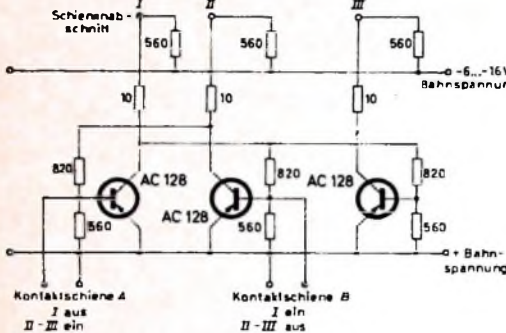 I II III
Schienenab-
schnitt
560 560 560
-6...-16V
Bahnspannung
10 10 10
820 820 820
AC 128 AC 128 AC 128
560 560 560
+ Bahn-
spannung
Kontaktschiene A Kontaktschiene B
I aus I ein
II-III ein II-III aus